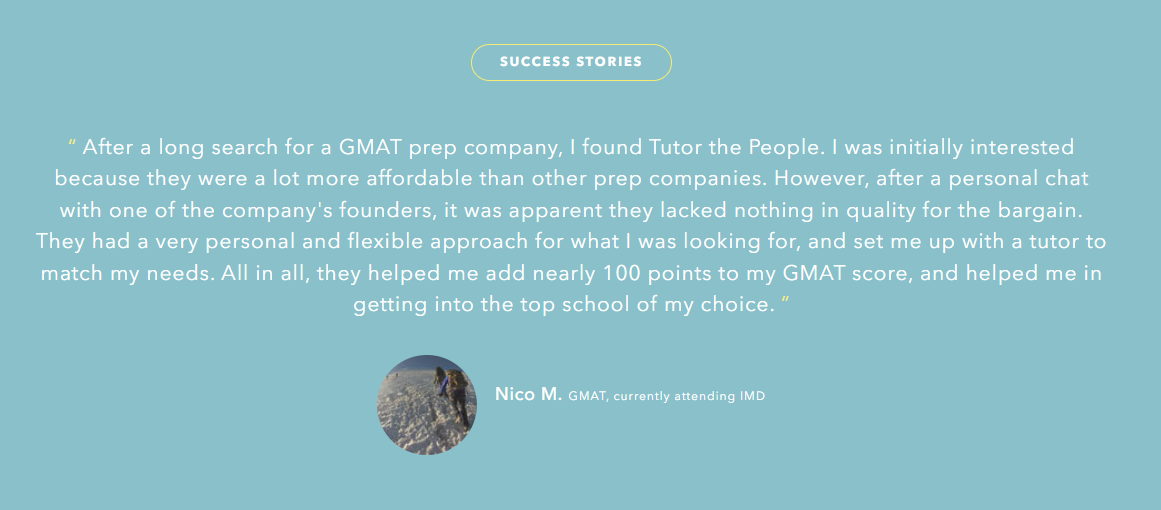 SUCCESS STORIES
“ After a long search for a GMAT prep company, I found Tutor the People. I was initially interested
because they were a lot more affordable than other prep companies. However, after a personal chat
with one of the company's founders, it was apparent they lacked nothing in quality for the bargain.
They had a very personal and flexible approach for what I was looking for, and set me up with a tutor to
match my needs. All in all, they helped me add nearly 100 points to my GMAT score, and helped me in
getting into the top school of my choice. ”
Nico M. GMAT, currently attending IMD